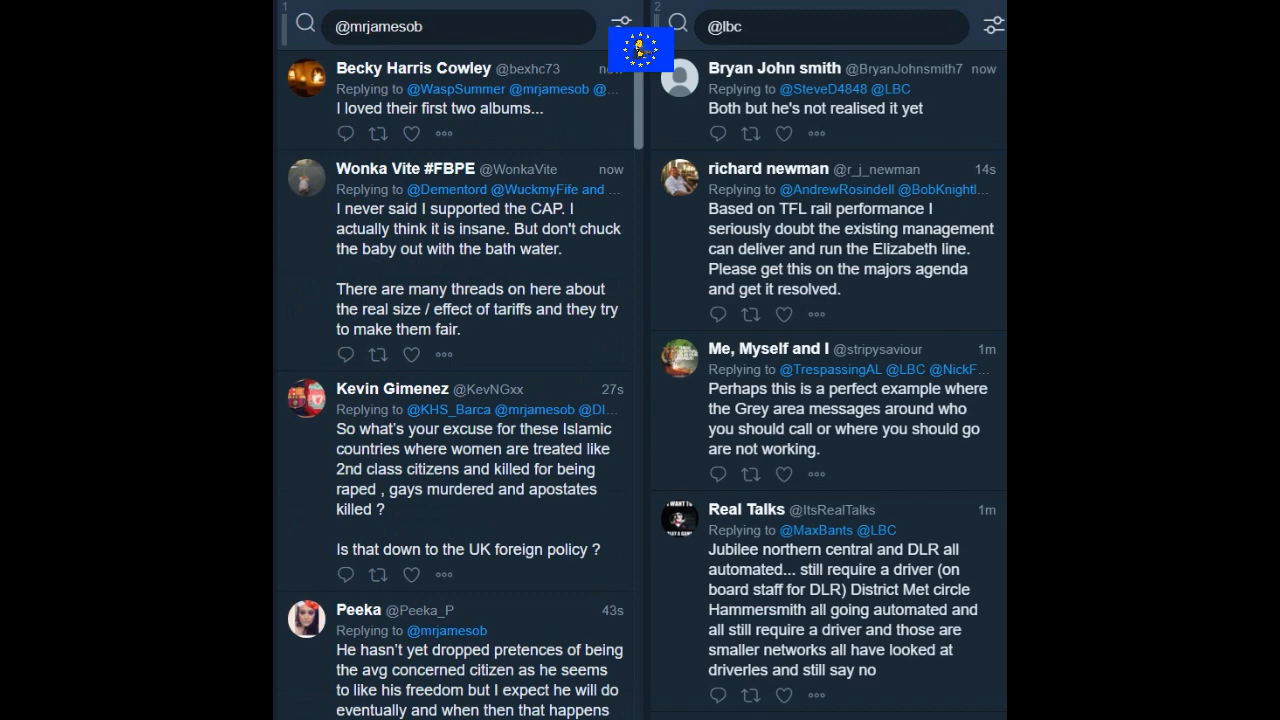 1
@mrjamesob
Becky Harris Cowley @bexhc73 now
Replying to @WaspSummer @mrjamesob @...
I loved their first two albums...
Wonka Vite #FBPE @WonkaVite now
Replying to @Dementord @WuckmyFife and ...
I never said I supported the CAP. I
actually think it is insane. But don't chuck
the baby out with the bath water.
There are many threads on here about
the real size / effect of tariffs and they try
to make them fair.
Kevin Gimenez @KevNGxx 27s
Replying to @KHS_Barca @mrjamesob @DI...
So what's your excuse for these Islamic
countries where women are treated like
2nd class citizens and killed for being
raped , gays murdered and apostates
killed ?
Is that down to the UK foreign policy ?
Peeka @Peeka_P 43s
Replying to @mrjamesob
He hasn't yet dropped pretences of being
the avg concerned citizen as he seems
to like his freedom but I expect he will do
eventually and when then that happens
2
@lbc
Bryan John smith @BryanJohnsmith7 now
Replying to @SteveD4848 @LBC
Both but he's not realised it yet
richard newman @r_j_newman 14s
Replying to @AndrewRosindell @BobKnightl...
Based on TFL rail performance I
seriously doubt the existing management
can deliver and run the Elizabeth line.
Please get this on the majors agenda
and get it resolved.
Me, Myself and I @stripysaviour 1m
Replying to @TrespassingAL @LBC @NickF...
Perhaps this is a perfect example where
the Grey area messages around who
you should call or where you should go
are not working.
Real Talks @ItsRealTalks 1m
Replying to @MaxBants @LBC
Jubilee northern central and DLR all
automated... still require a driver (on
board staff for DLR) District Met circle
Hammersmith all going automated and
all still require a driver and those are
smaller networks all have looked at
driverles and still say no